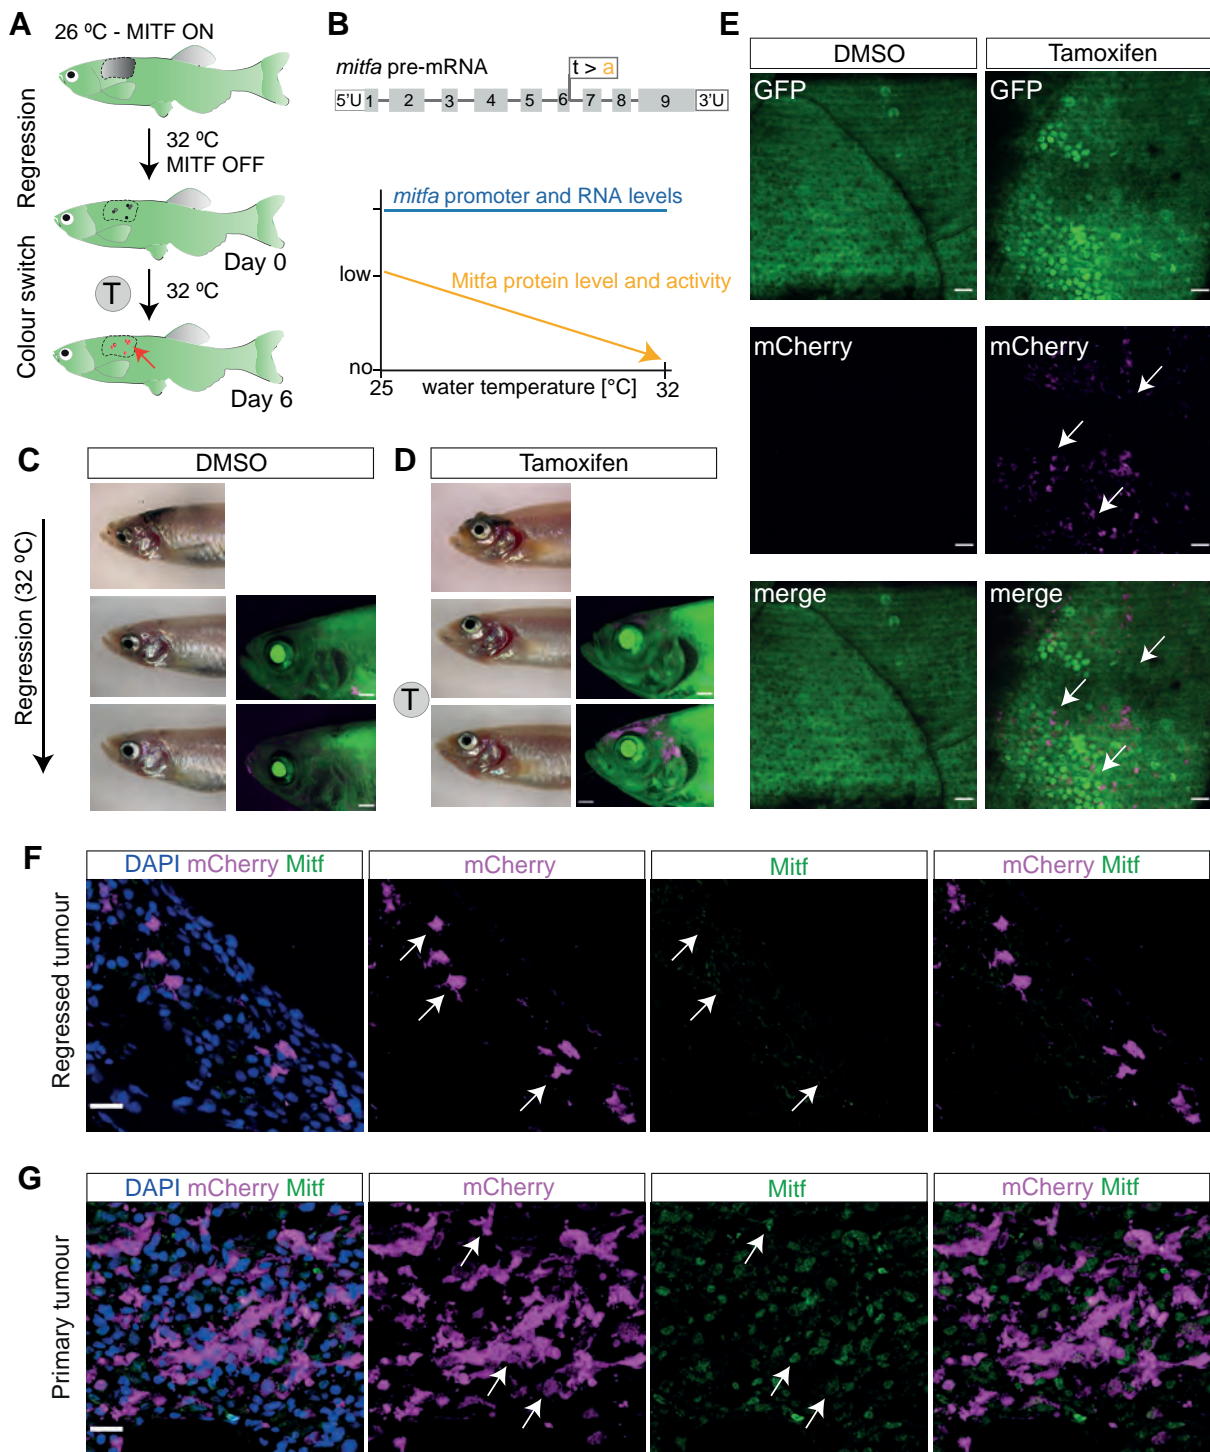 A
26 ºC - MITF ON
32 ºC
MITF OFF
Day 0
T
32 ºC
Day 6
Regression
Colour switch
B
mitfa pre-mRNA
t > a
5'U 1 2 3 4 5 6 7 8 9 3'U
mitfa promoter and RNA levels
low
Mitfa protein level and activity
no
25
water temperature [°C]
32
C
DMSO
Regression (32 ºC)
D
Tamoxifen
T
E
DMSO
Tamoxifen
GFP
GFP
mCherry
mCherry
merge
merge
F
DAPI mCherry Mitf
mCherry
Mitf
mCherry Mitf
Regressed tumour
G
DAPI mCherry Mitf
mCherry
Mitf
mCherry Mitf
Primary tumour